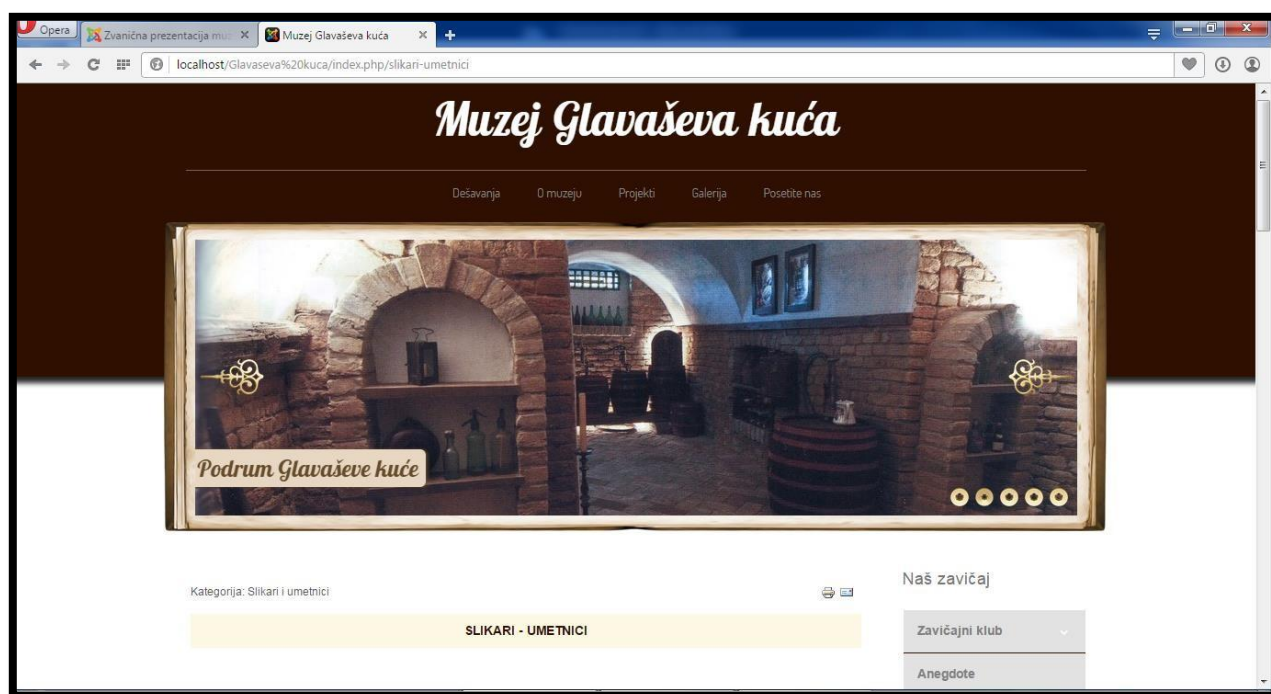 Opera
Zvanična prezentacija mu
Muzej Glavaševa kuća
localhost/Glavaseva%20kuca/index.php/slikari-umetnici
Muzej Glavaševa kuća
Dešavanja O muzeju Projekti Galerija Posetite nas
Podrum Glavaševe kuće
Naš zavičaj
Kategorija: Slikari i umetnici
SLIKARI - UMETNICI
Zavičajni klub
Anegdote